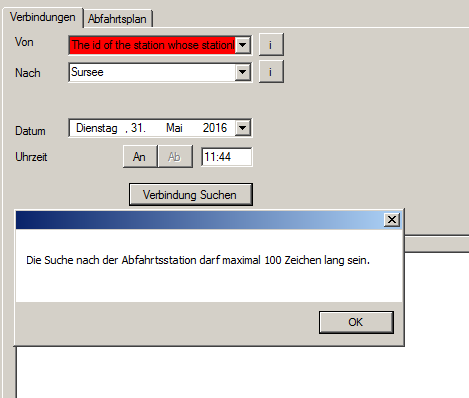 Verbindungen Abfahrtsplan
Von The id of the station whose station i
Nach Sursee i
Datum Dienstag , 31. Mai 2016
Uhrzeit An Ab 11:44
Verbindung Suchen
Die Suche nach der Abfahrtsstation darf maximal 100 Zeichen lang sein.
OK